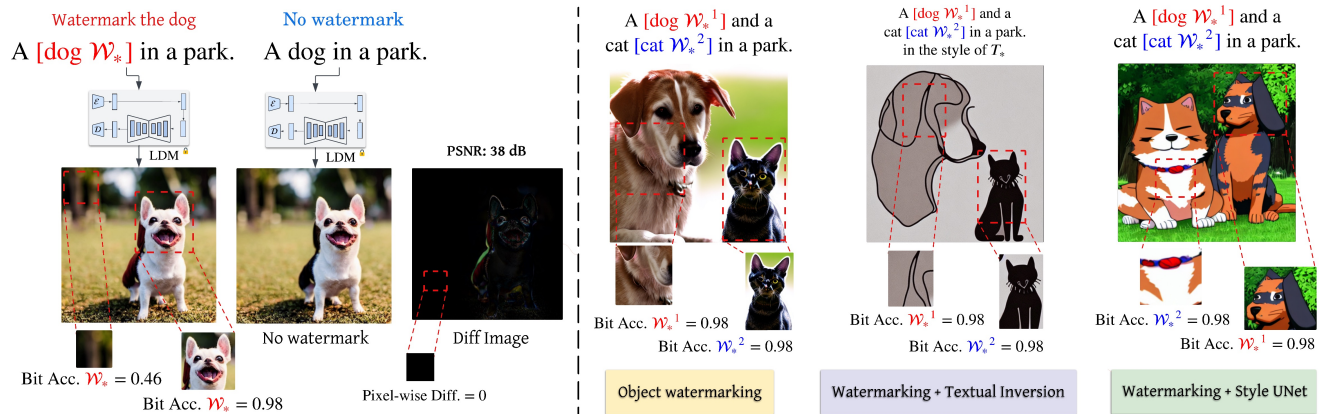 Watermark the dog
A [dog 𝒲*] in a park.
ℰ
𝒟
LDM
No watermark
A dog in a park.
ℰ
𝒟
LDM
PSNR: 38 dB
No watermark
Diff Image
Bit Acc. 𝒲* = 0.46
Bit Acc. 𝒲* = 0.98
Pixel-wise Diff. = 0
A [dog 𝒲*¹] and a
cat [cat 𝒲*²] in a park.
Bit Acc. 𝒲*¹ = 0.98
Bit Acc. 𝒲*² = 0.98
Object watermarking
A [dog 𝒲*¹] and a
cat [cat 𝒲*²] in a park.
in the style of T*
Bit Acc. 𝒲*¹ = 0.98
Bit Acc. 𝒲*² = 0.98
Watermarking + Textual Inversion
A [dog 𝒲*¹] and a
cat [cat 𝒲*²] in a park.
Bit Acc. 𝒲*² = 0.98
Bit Acc. 𝒲*¹ = 0.98
Watermarking + Style UNet